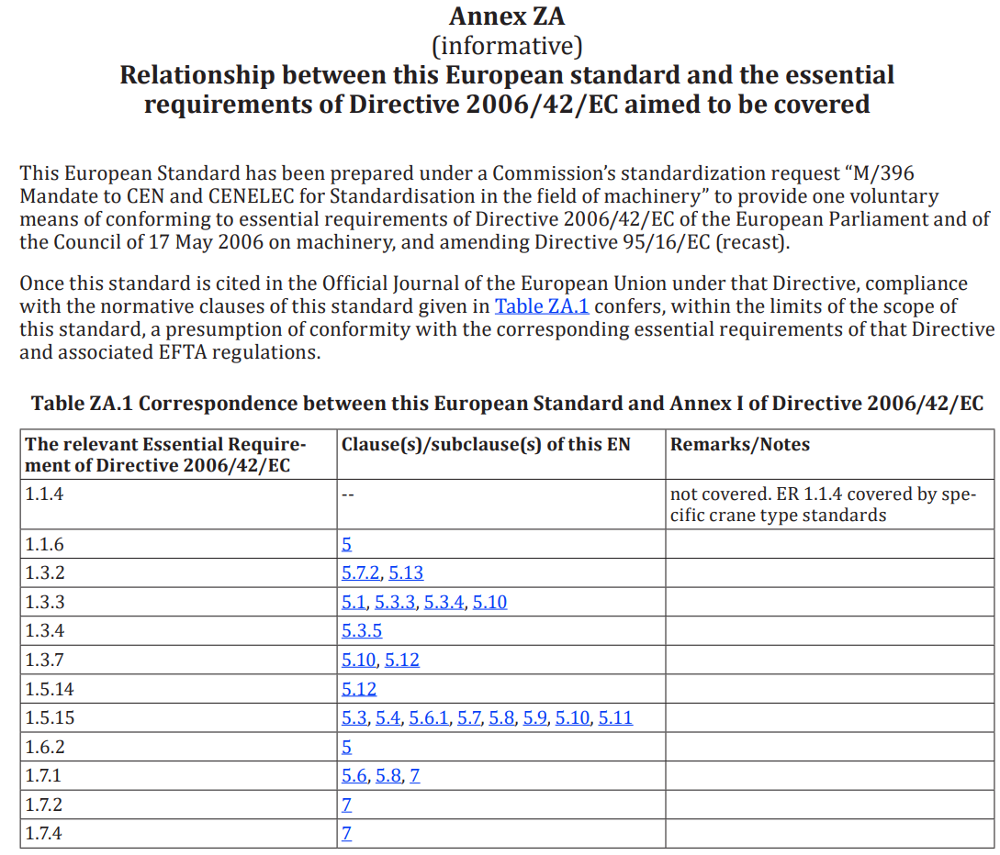 Annex ZA
(informative)
Relationship between this European standard and the essential
requirements of Directive 2006/42/EC aimed to be covered
This European Standard has been prepared under a Commission’s standardization request “M/396
Mandate to CEN and CENELEC for Standardisation in the field of machinery” to provide one voluntary
means of conforming to essential requirements of Directive 2006/42/EC of the European Parliament and of
the Council of 17 May 2006 on machinery, and amending Directive 95/16/EC (recast).
Once this standard is cited in the Official Journal of the European Union under that Directive, compliance
with the normative clauses of this standard given in Table ZA.1 confers, within the limits of the scope of
this standard, a presumption of conformity with the corresponding essential requirements of that Directive
and associated EFTA regulations.
Table ZA.1 Correspondence between this European Standard and Annex I of Directive 2006/42/EC
The relevant Essential Require-
ment of Directive 2006/42/EC
Clause(s)/subclause(s) of this EN
Remarks/Notes
1.1.4
--
not covered. ER 1.1.4 covered by spe-
cific crane type standards
1.1.6
5
1.3.2
5.7.2, 5.13
1.3.3
5.1, 5.3.3, 5.3.4, 5.10
1.3.4
5.3.5
1.3.7
5.10, 5.12
1.5.14
5.12
1.5.15
5.3, 5.4, 5.6.1, 5.7, 5.8, 5.9, 5.10, 5.11
1.6.2
5
1.7.1
5.6, 5.8, 7
1.7.2
7
1.7.4
7